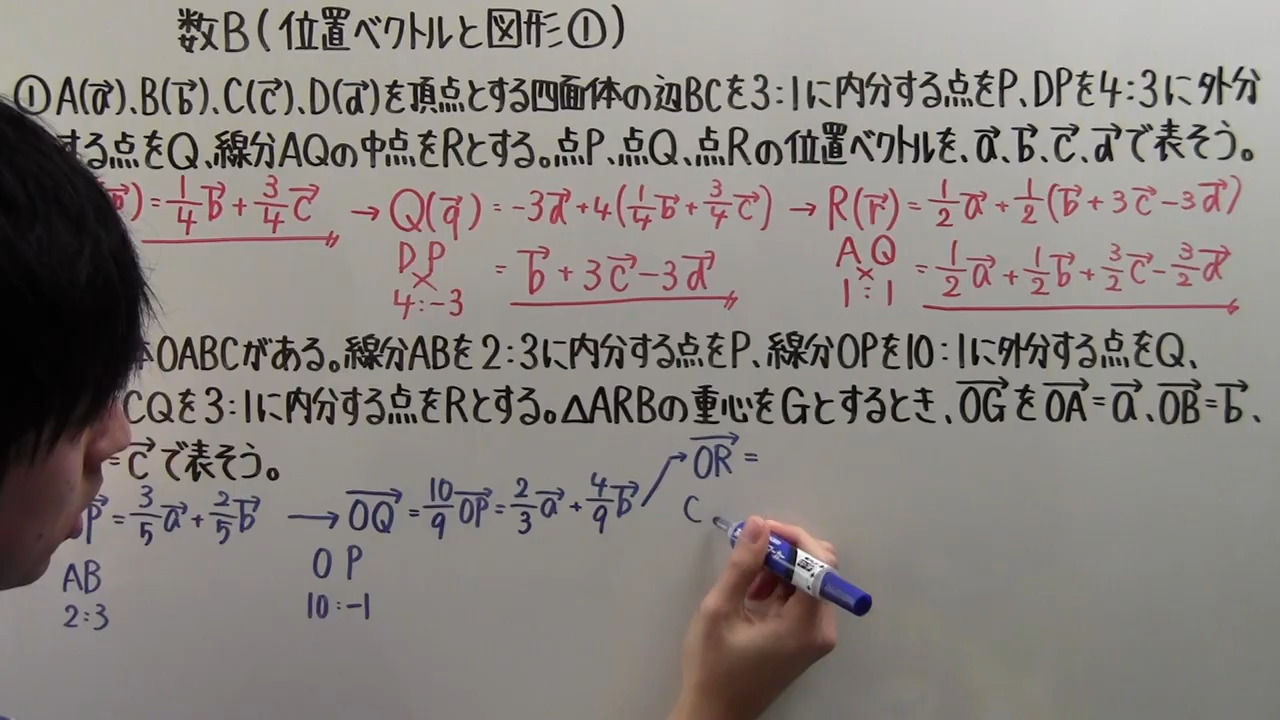 数B(位置ベクトルと図形①)
①A(a→)、B(b→)、C(c→)、D(d→)を頂点とする四面体の辺BCを3:1に内分する点をP、DPを4:3に外分
する点をQ、線分AQの中点をRとする。点P、点Q、点Rの位置ベクトルを、a→、b→、c→、d→で表そう。
) = 1/4 b→ + 3/4 c→ → Q(q→) = -3d→ + 4(1/4 b→ + 3/4 c→) → R(r→) = 1/2 a→ + 1/2 (b→ + 3c→ - 3d→)
D P = b→ + 3c→ - 3d→ A Q = 1/2 a→ + 1/2 b→ + 3/2 c→ - 3/2 d→
4:-3 1:1
体OABCがある。線分ABを2:3に内分する点をP、線分OPを10:1に外分する点をQ、
CQを3:1に内分する点をRとする。△ARBの重心をGとするとき、OG→をOA→=a→、OB→=b→、
=c→で表そう。
P→ = 3/5 a→ + 2/5 b→ → OQ→ = 10/9 OP→ = 2/3 a→ + 4/9 b→ → OR→ =
AB O P C
2:3 10:-1